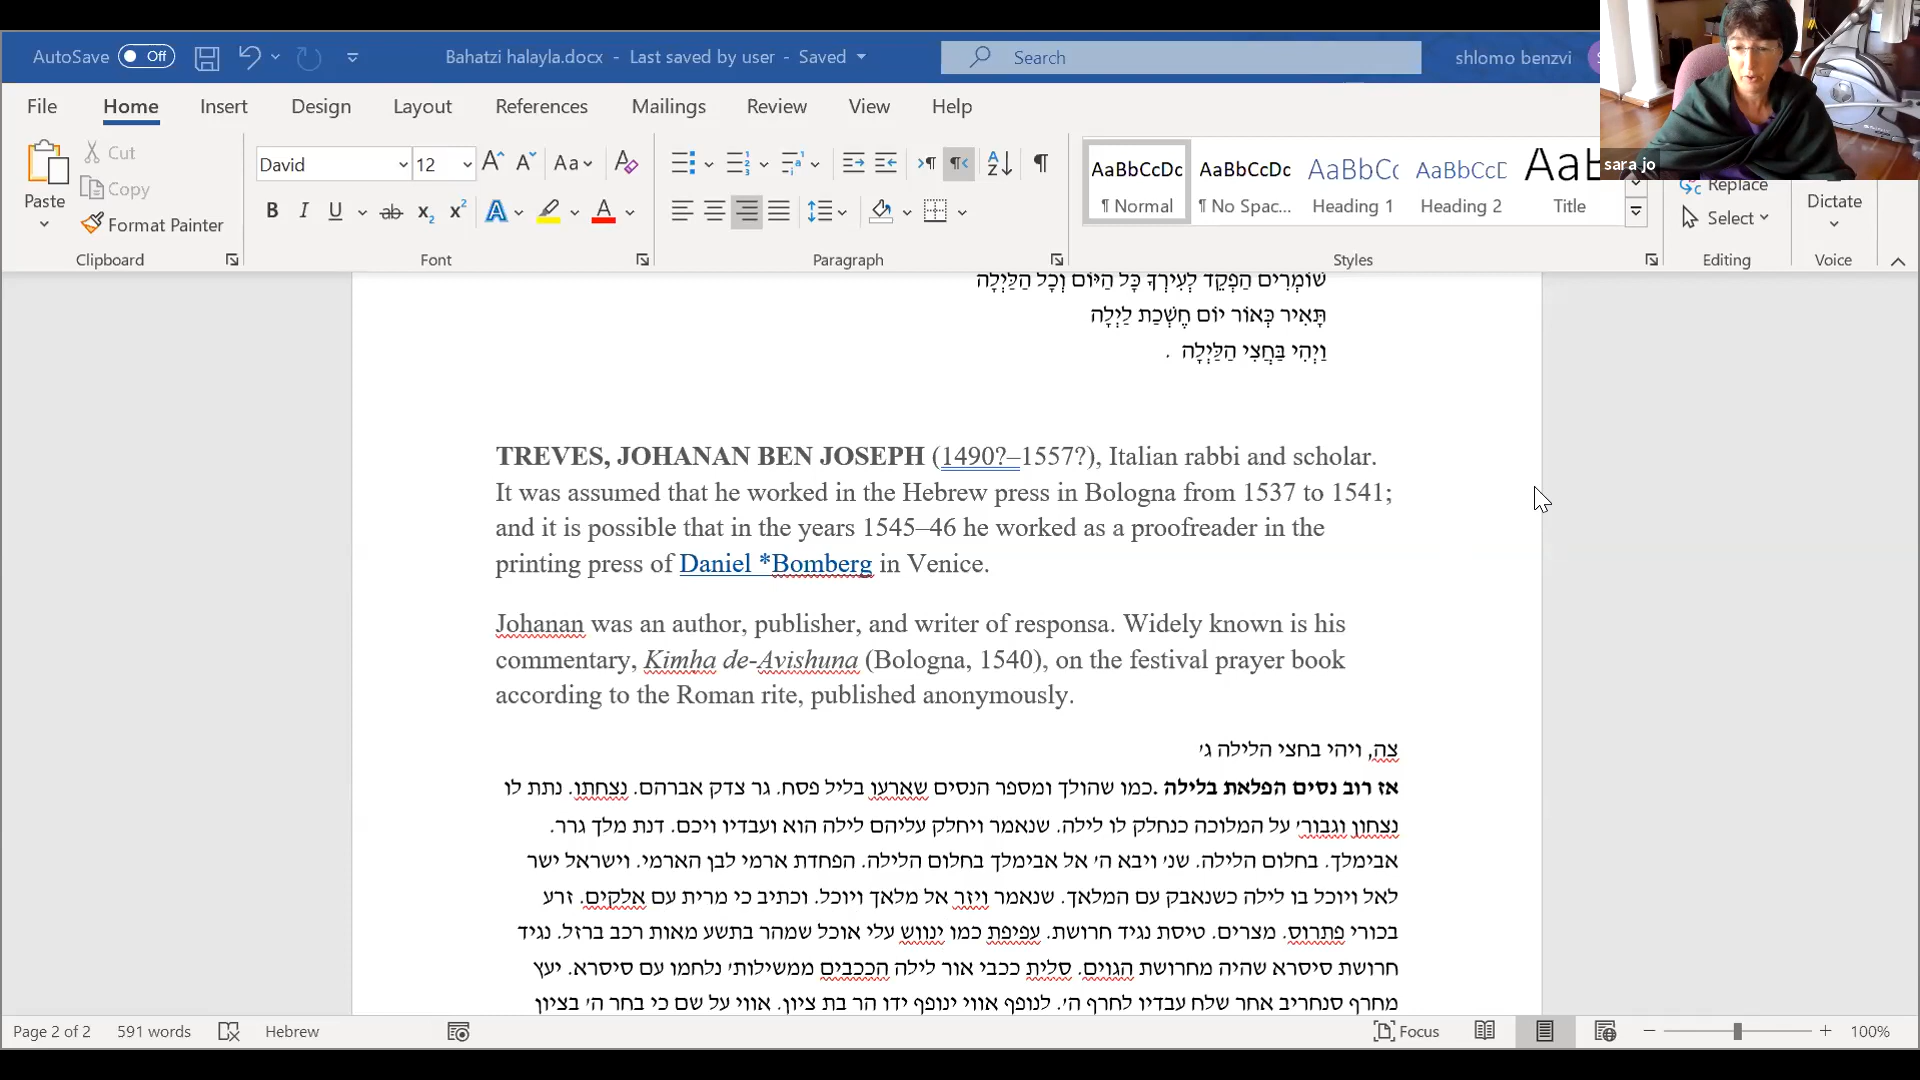 AutoSave Off Bahatzi halayla.docx - Last saved by user - Saved Search shlomo benzvi
File Home Insert Design Layout References Mailings Review View Help
Paste Cut Copy Format Painter
David 12
AaBbCcDc AaBbCcDc AaBbCc AaBbCcD AaB
¶ Normal ¶ No Spac... Heading 1 Heading 2 Title
Replace Select Dictate
Clipboard Font Paragraph Styles Editing Voice
sara jo
שׁוֹמְרִים הַפְקֵד לְעִירְךָ כָּל הַיּוֹם וְכָל הַלַּיְלָה
תָּאִיר כְּאוֹר יוֹם חֶשְׁכַת לַיְלָה
וַיְהִי בַּחֲצִי הַלַּיְלָה .
TREVES, JOHANAN BEN JOSEPH (1490?–1557?), Italian rabbi and scholar.
It was assumed that he worked in the Hebrew press in Bologna from 1537 to 1541;
and it is possible that in the years 1545–46 he worked as a proofreader in the
printing press of Daniel *Bomberg in Venice.
Johanan was an author, publisher, and writer of responsa. Widely known is his
commentary, Kimha de-Avishuna (Bologna, 1540), on the festival prayer book
according to the Roman rite, published anonymously.
צה, ויהי בחצי הלילה ג'
אז רוב נסים הפלאת בלילה. כמו שהולך ומספר הנסים שארעו בליל פסח. גר צדק אברהם. נצחתו. נתת לו
נצחון וגבור' על המלוכה כנחלק לו לילה. שנאמר ויחלק עליהם לילה הוא ועבדיו ויכם. דנת מלך גרר.
אבימלך. בחלום הלילה. שנ' ויבא ה' אל אבימלך בחלום הלילה. הפחדת ארמי לבן הארמי. וישראל ישר
לאל ויוכל בו לילה כשנאבק עם המלאך. שנאמר ויזר אל מלאך ויוכל. וכתיב כי מרית עם אלקים. זרע
בכורי פתרוס. מצרים. טיסת נגיד חרושת. עפיפת כמו ינווש עלי אוכל שמהר בתשע מאות רכב ברזל. נגיד
חרושת סיסרא שהיה מחרושת הגוים. סלית ככבי אור לילה הככבים ממשילות' נלחמו עם סיסרא. יעץ
מחרף סנחריב אחר שלח עבדיו לחרף ה'. לנופף אווי ינופף ידו הר בת ציון. אווי על שם כי בחר ה' בציון
Page 2 of 2 591 words Hebrew Focus 100%